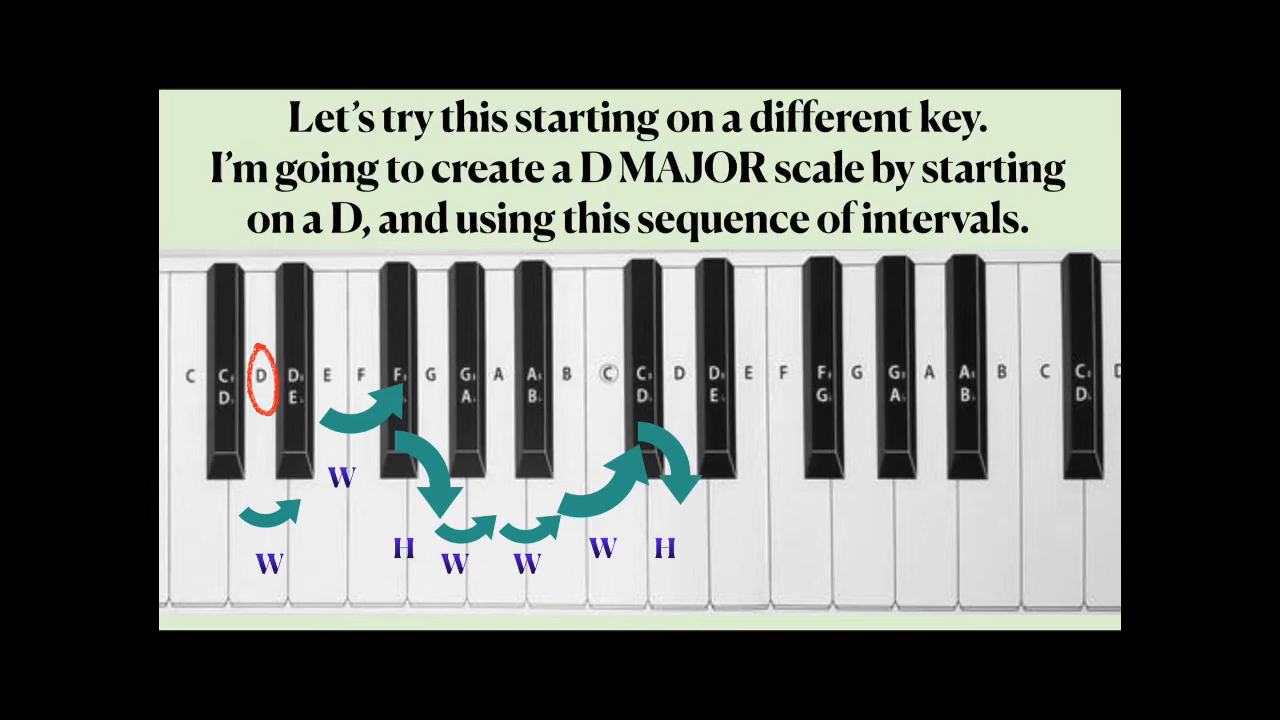 Let's try this starting on a different key.
I'm going to create a D MAJOR scale by starting
on a D, and using this sequence of intervals.
C C♯ D D♯ E F F♯ G G♯ A A♯ B C C♯ D D♯ E F F♯ G G♯ A A♯ B C C♯ D
D♭ E♭ A♭ B♭ D♭ E♭ G♭ A♭ B♭ D♭
W
W H W W W H